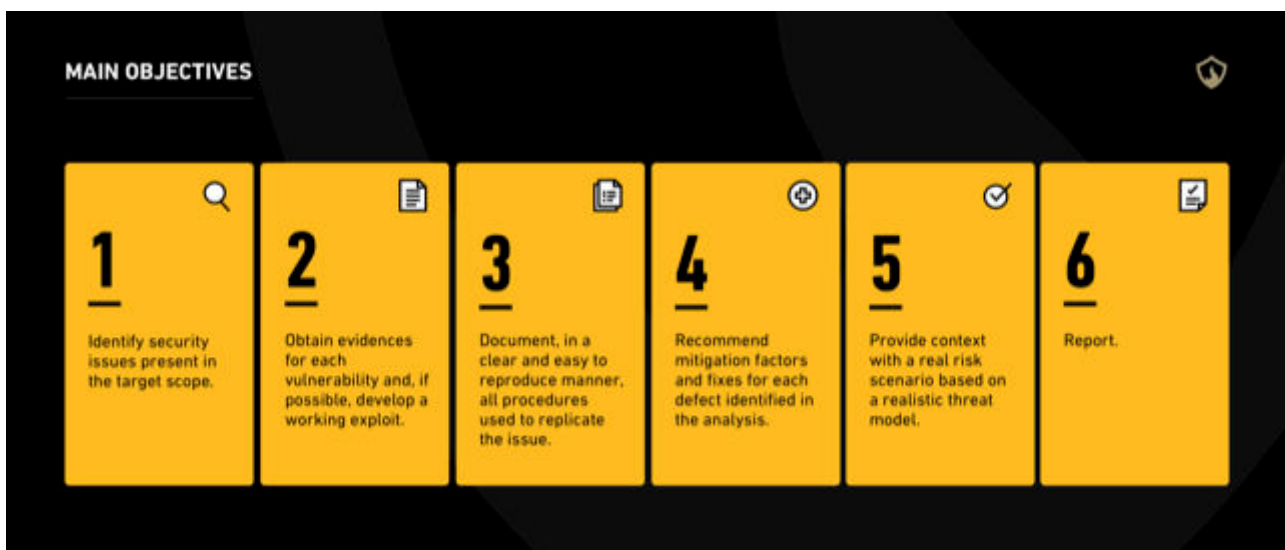 MAIN OBJECTIVES
1
Identify security
issues present in
the target scope.
2
Obtain evidences
for each
vulnerability and, if
possible, develop a
working exploit.
3
Document, in a
clear and easy to
reproduce manner,
all procedures
used to replicate
the issue.
4
Recommend
mitigation factors
and fixes for each
defect identified in
the analysis.
5
Provide context
with a real risk
scenario based on
a realistic threat
model.
6
Report.